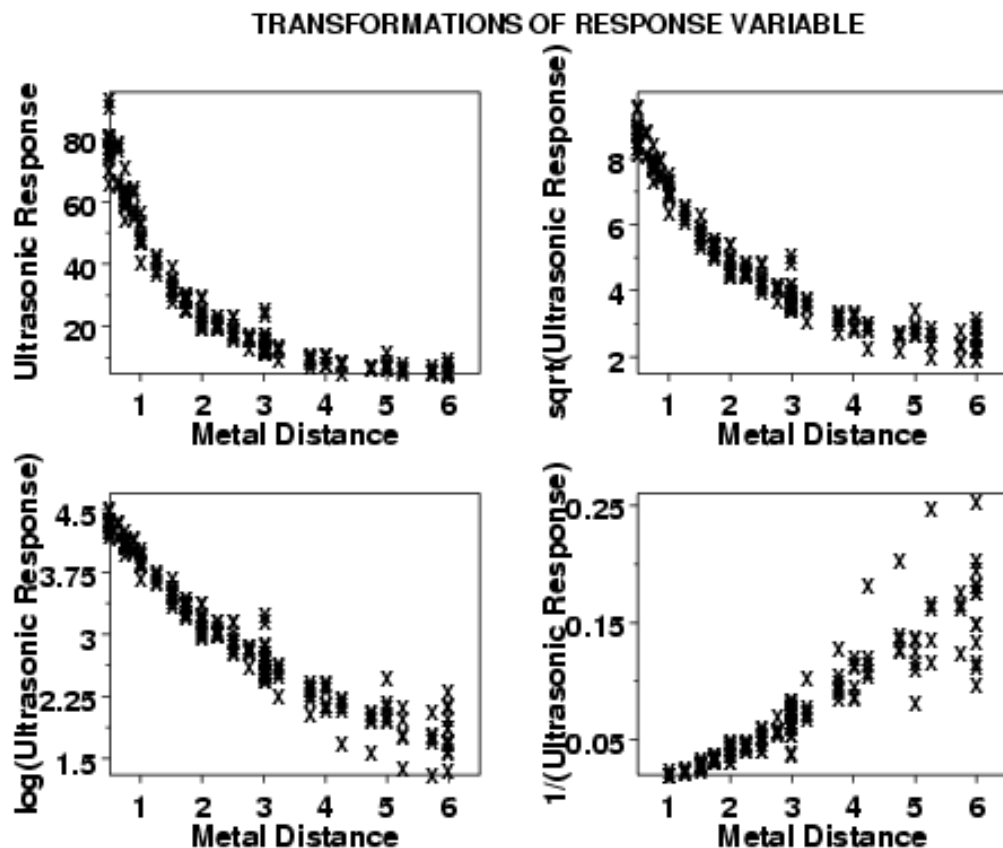 TRANSFORMATIONS OF RESPONSE VARIABLE
Ultrasonic Response
80
60
40
20
1 2 3 4 5 6
Metal Distance
sqrt(Ultrasonic Response)
8
6
4
2
1 2 3 4 5 6
Metal Distance
log(Ultrasonic Response)
4.5
3.75
3
2.25
1.5
1 2 3 4 5 6
Metal Distance
1/(Ultrasonic Response)
0.25
0.15
0.05
1 2 3 4 5 6
Metal Distance